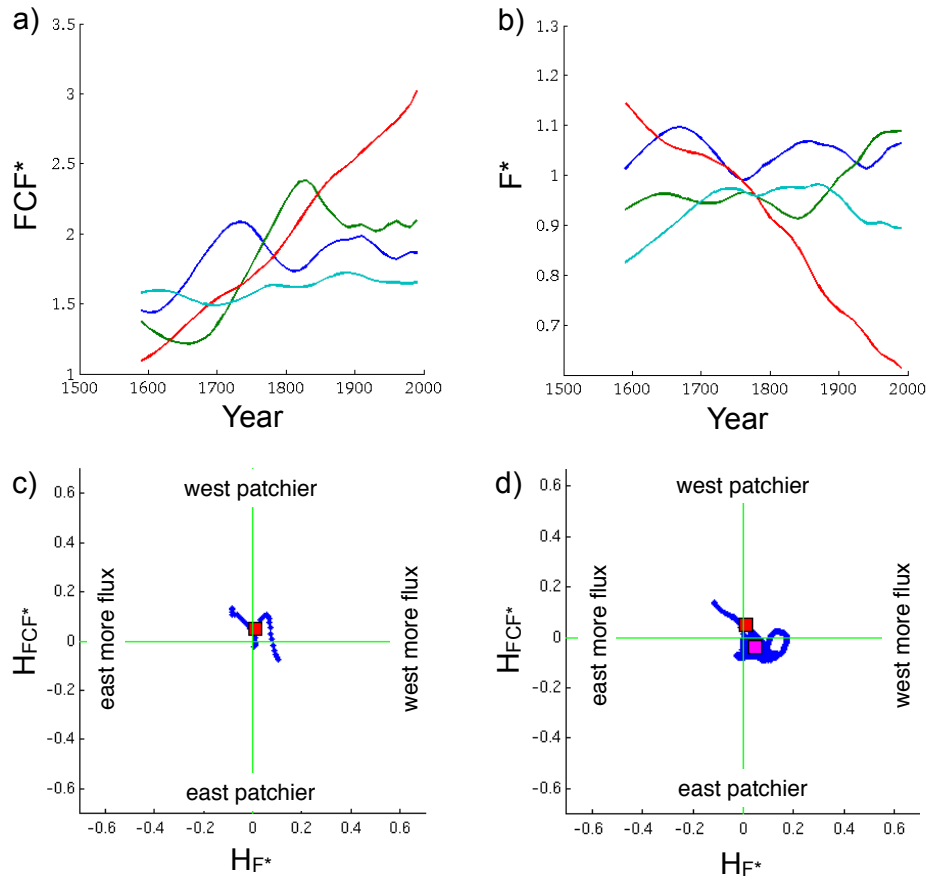 a)
3.5
3
2.5
2
1.5
1
FCF*
1500 1600 1700 1800 1900 2000
Year
b)
1.3
1.2
1.1
1
0.9
0.8
0.7
F*
1500 1600 1700 1800 1900 2000
Year
c)
west patchier
east more flux
west more flux
east patchier
0.6
0.4
0.2
0
-0.2
-0.4
-0.6
HFCF*
-0.6 -0.4 -0.2 0 0.2 0.4 0.6
HF*
d)
west patchier
east more flux
west more flux
east patchier
0.6
0.4
0.2
0
-0.2
-0.4
-0.6
HFCF*
-0.6 -0.4 -0.2 0 0.2 0.4 0.6
HF*